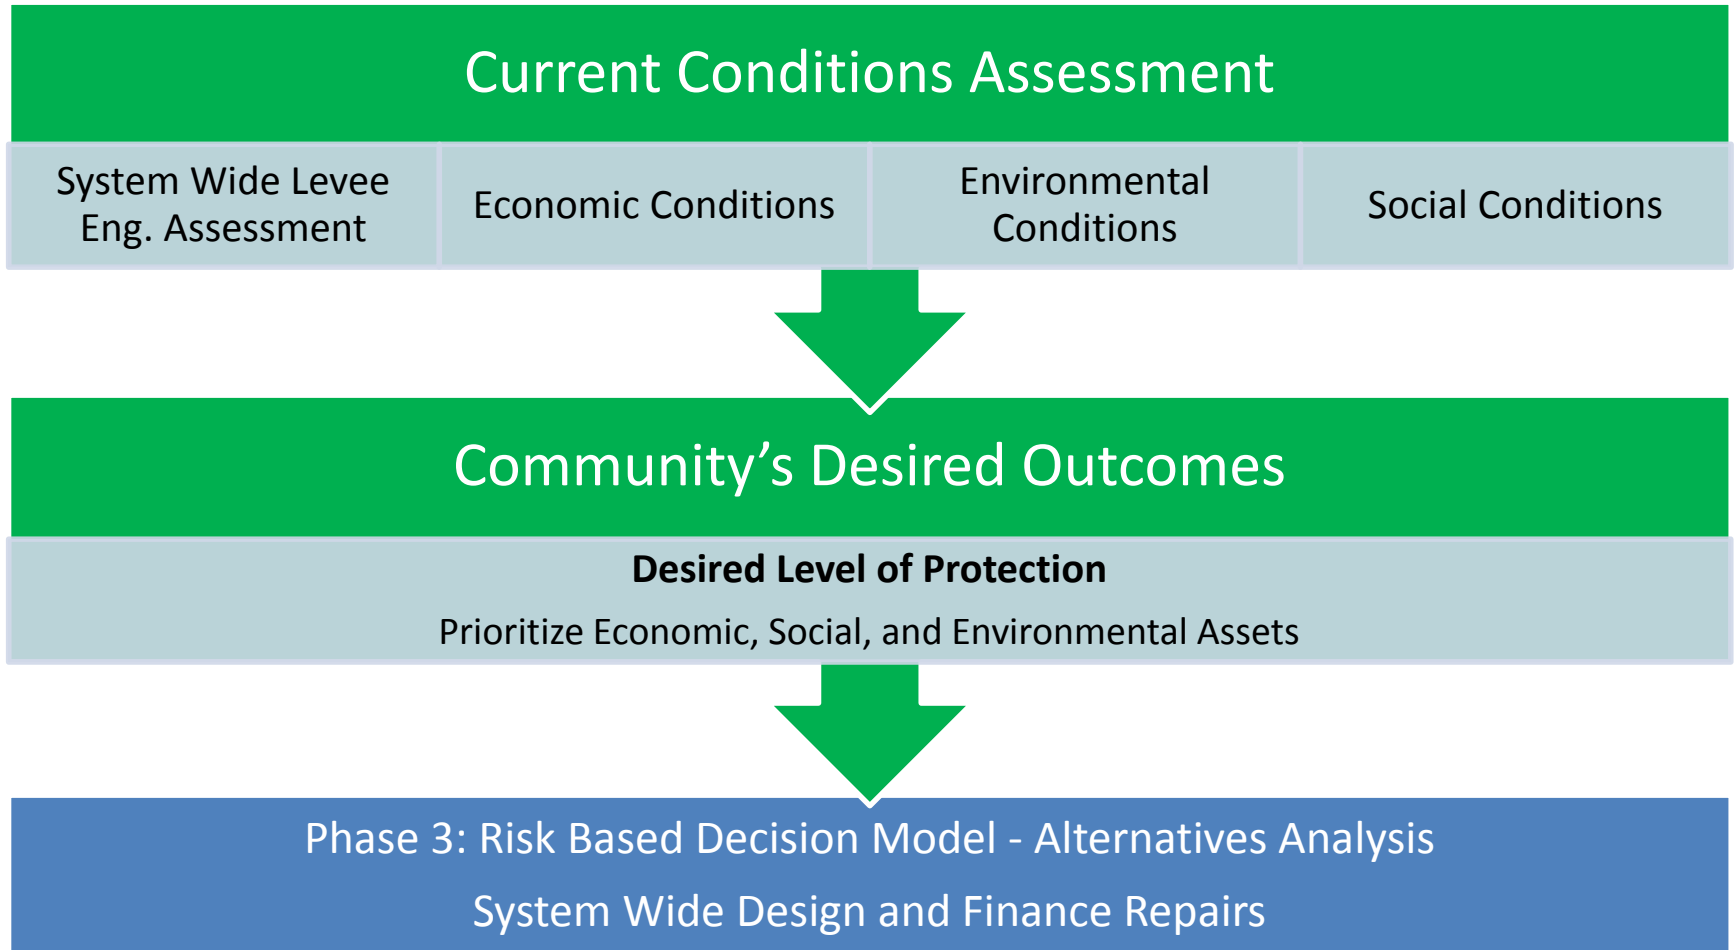 Current Conditions Assessment
System Wide Levee
Eng. Assessment
Economic Conditions
Environmental
Conditions
Social Conditions
Community’s Desired Outcomes
Desired Level of Protection
Prioritize Economic, Social, and Environmental Assets
Phase 3: Risk Based Decision Model - Alternatives Analysis
System Wide Design and Finance Repairs